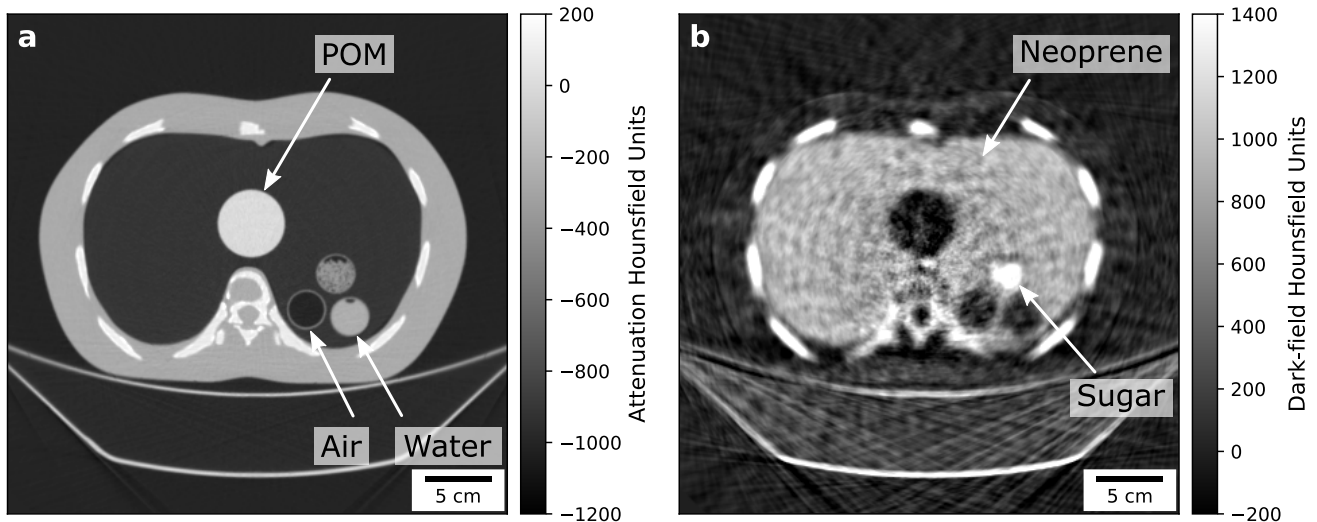 a
POM
Air
Water
5 cm
200
0
−200
−400
−600
−800
−1000
−1200
Attenuation Hounsfield Units
b
Neoprene
Sugar
5 cm
1400
1200
1000
800
600
400
200
0
−200
Dark-field Hounsfield Units